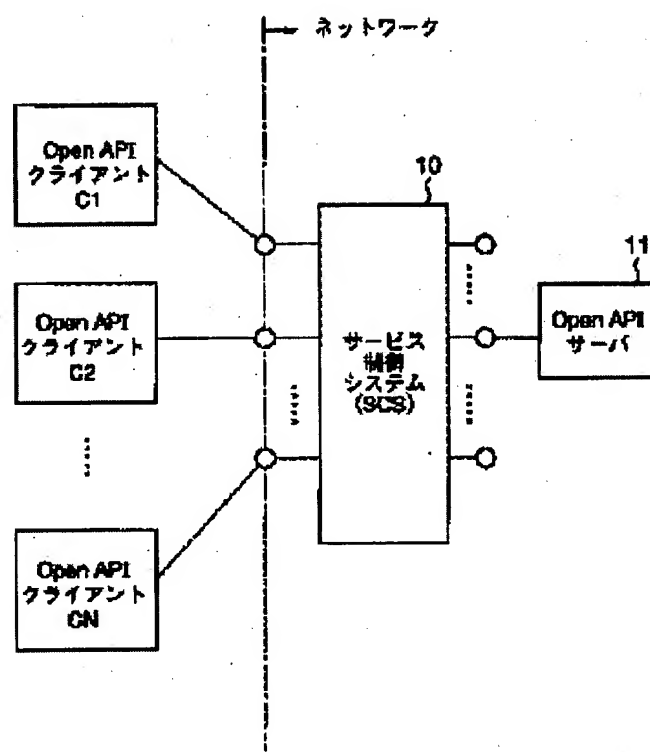 ネットワーク
Open API
クライアント
C1
10
11
Open API
クライアント
C2
サービス
制御
システム
(SCS)
Open API
サーバ
Open API
クライアント
CN